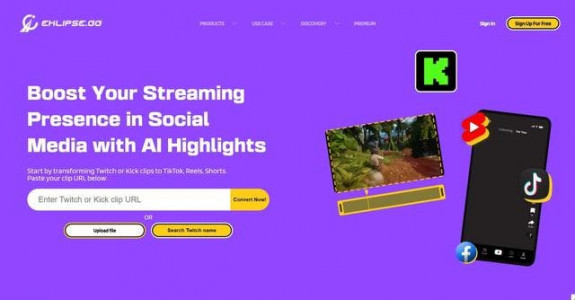 EKLIPSE.GG
PRODUCTS
USE CASE
DISCOVERY
PREMIUM
Sign in
Sign Up For Free
Boost Your Streaming
Presence in Social
Media with AI Highlights
Start by transforming Twitch or Kick clips to TikTok, Reels, Shorts.
Paste your clip URL below
Enter Twitch or Kick clip URL
Convert Now!
OR
Upload file
Search Twitch name
K